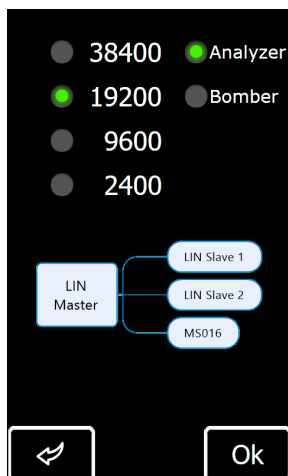 38400 Analyzer
19200 Bomber
9600
2400
LIN Slave 1
LIN
Master
LIN Slave 2
MS016
Ok